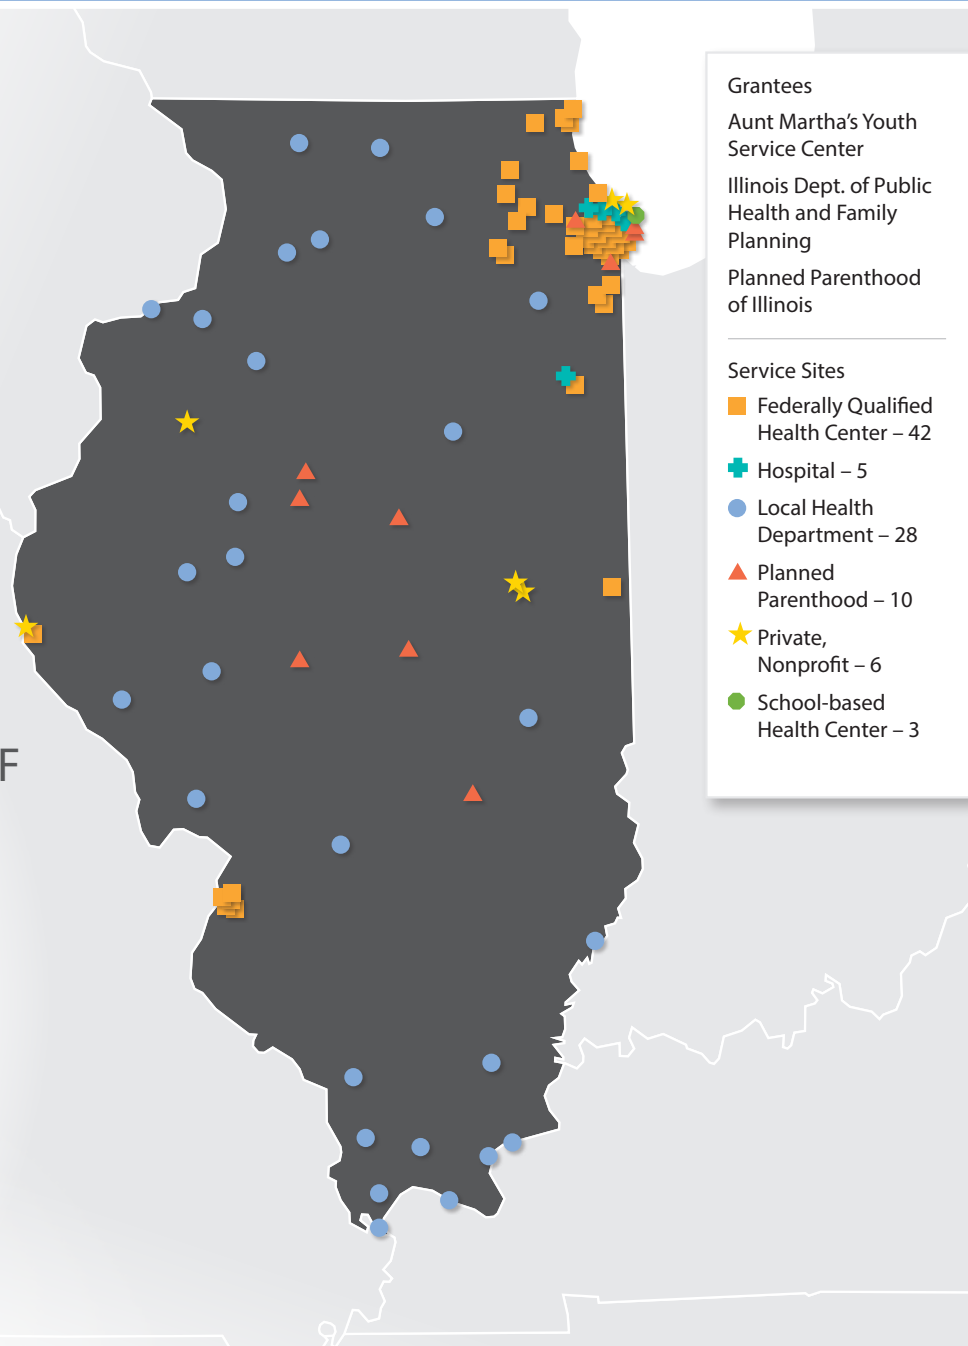 Grantees
Aunt Martha's Youth
Service Center
Illinois Dept. of Public
Health and Family
Planning
Planned Parenthood
of Illinois
Service Sites
Federally Qualified
Health Center – 42
Hospital – 5
Local Health
Department – 28
Planned
Parenthood – 10
Private,
Nonprofit – 6
School-based
Health Center – 3
F